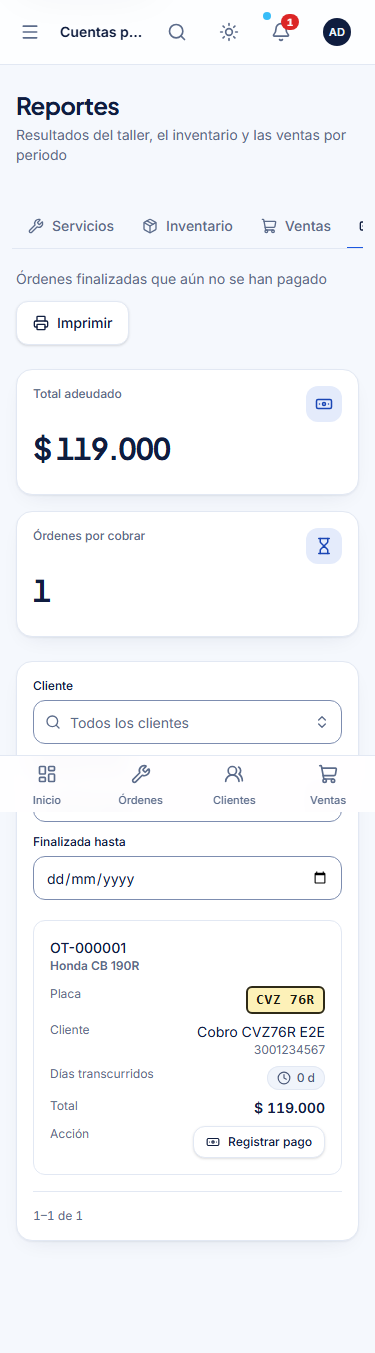 Cuentas p...
1
AD
Reportes
Resultados del taller, el inventario y las ventas por
periodo
Servicios
Inventario
Ventas
Órdenes finalizadas que aún no se han pagado
Imprimir
Total adeudado
$ 119.000
Órdenes por cobrar
1
Cliente
Todos los clientes
Inicio
Órdenes
Clientes
Ventas
Finalizada hasta
dd/mm/yyyy
OT-000001
Honda CB 190R
Placa
CVZ 76R
Cliente
Cobro CVZ76R E2E
3001234567
Días transcurridos
0 d
Total
$ 119.000
Acción
Registrar pago
1–1 de 1